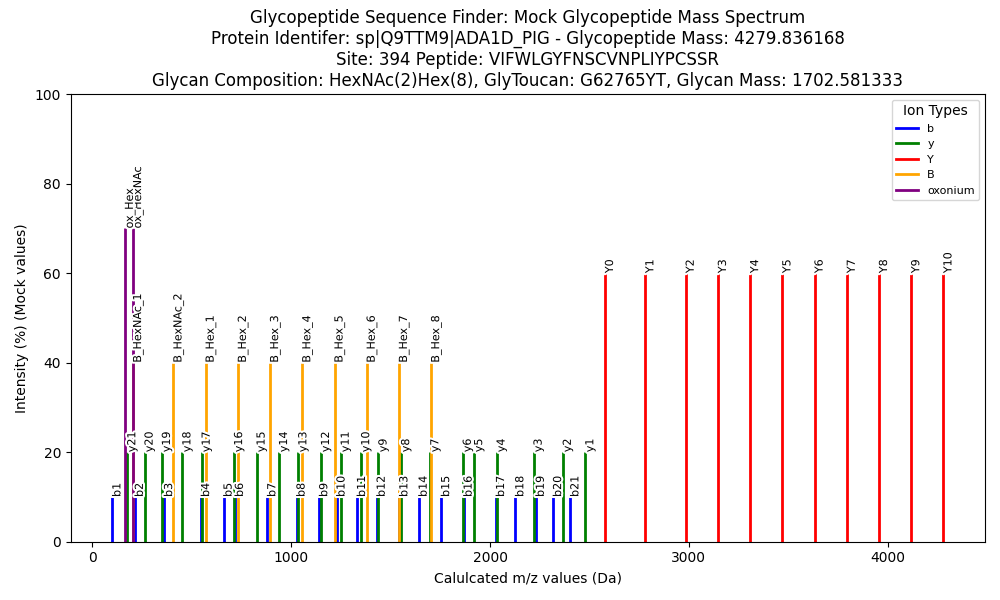 Glycopeptide Sequence Finder: Mock Glycopeptide Mass Spectrum
Protein Identifer: sp|Q9TTM9|ADA1D_PIG - Glycopeptide Mass: 4279.836168
Site: 394 Peptide: VIFWLGYFNSCVNPLIYPCSSR
Glycan Composition: HexNAc(2)Hex(8), GlyToucan: G62765YT, Glycan Mass: 1702.581333
Intensity (%) (Mock values)
100
80
60
40
20
0
Ion Types
b
y
Y
B
oxonium
ox_Hex
ox_HexNAc
Y0
Y1
Y2
Y3
Y4
Y5
Y6
Y7
Y8
Y9
Y10
B_HexNAc_1
B_HexNAc_2
B_Hex_1
B_Hex_2
B_Hex_3
B_Hex_4
B_Hex_5
B_Hex_6
B_Hex_7
B_Hex_8
y21
y20
y19
y18
y17
y16
y15
y14
y13
y12
y11
y10
y9
y8
y7
y6
y5
y4
y3
y2
y1
b1
b2
b3
b4
b5
b6
b7
b8
b9
b10
b11
b12
b13
b14
b15
b16
b17
b18
b19
b20
b21
0
1000
2000
3000
4000
Calulcated m/z values (Da)